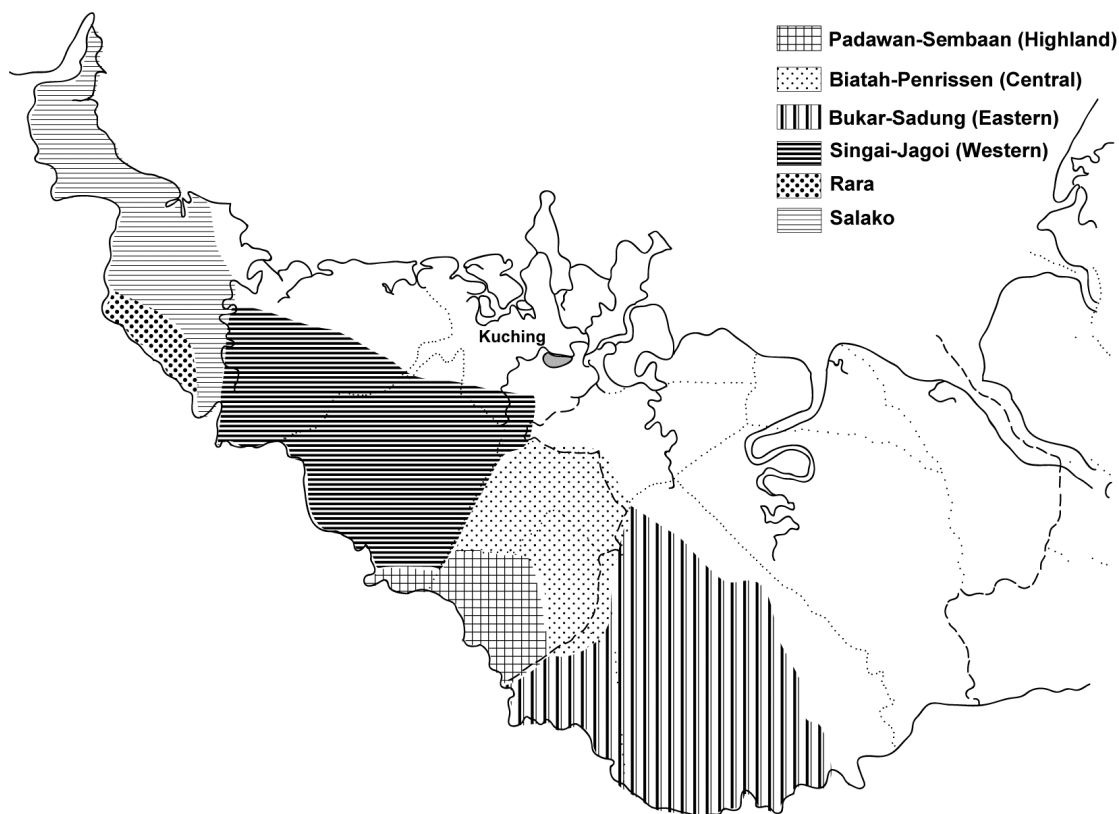 Padawan-Sembaan (Highland)
Biatah-Penrissen (Central)
Bukar-Sadung (Eastern)
Singai-Jagoi (Western)
Rara
Salako
Kuching